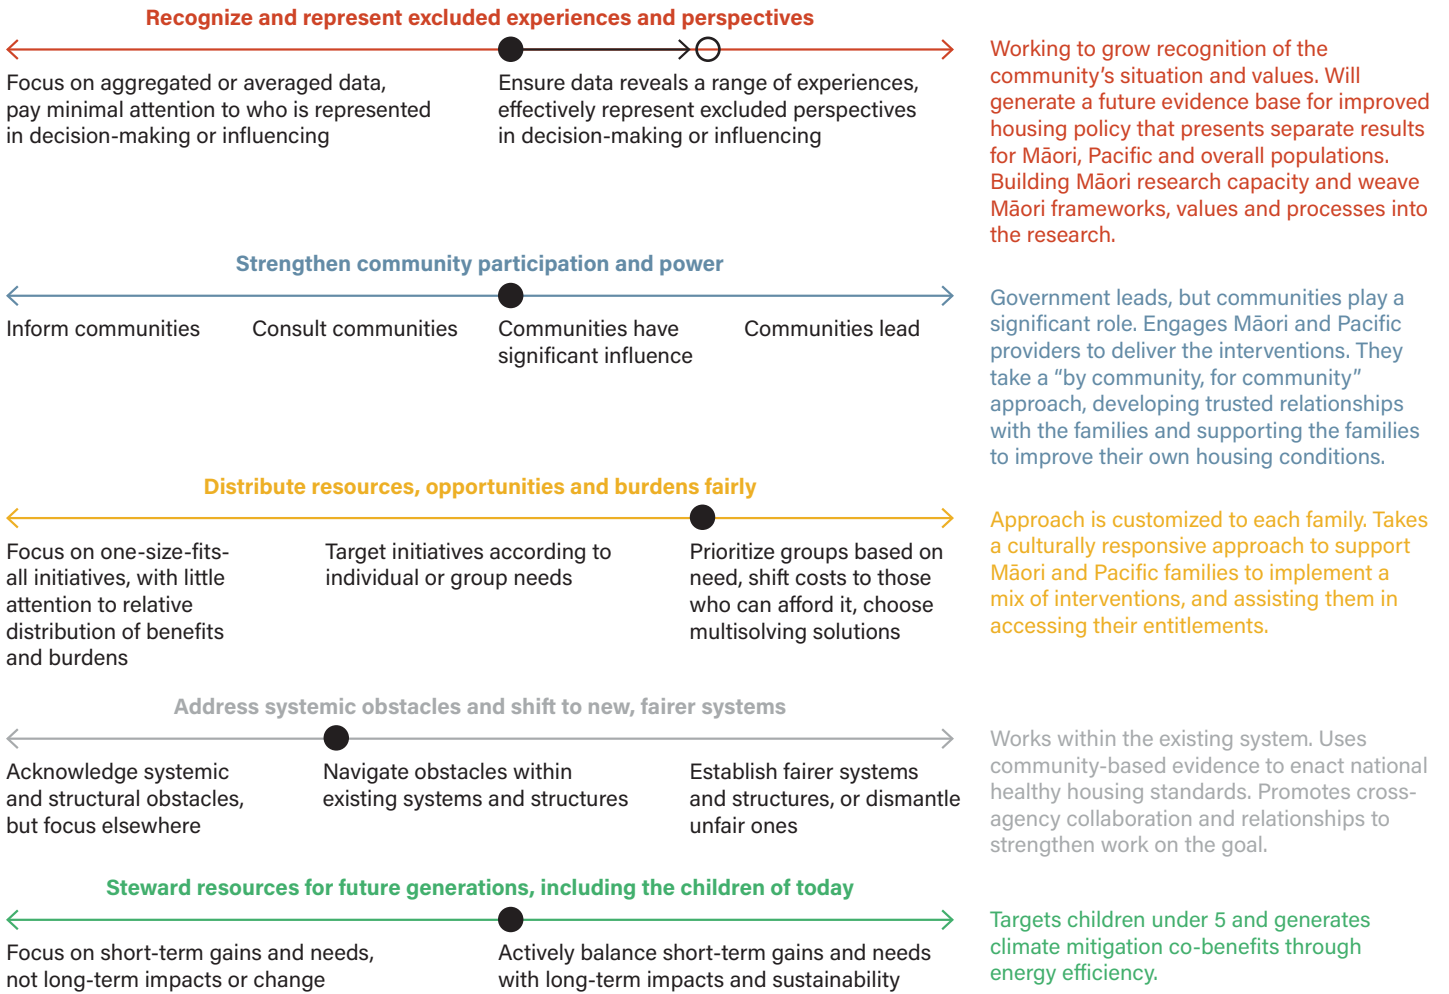 Recognize and represent excluded experiences and perspectives
Focus on aggregated or averaged data,
pay minimal attention to who is represented
in decision-making or influencing
Ensure data reveals a range of experiences,
effectively represent excluded perspectives
in decision-making or influencing
Working to grow recognition of the
community's situation and values. Will
generate a future evidence base for improved
housing policy that presents separate results
for Māori, Pacific and overall populations.
Building Māori research capacity and weave
Māori frameworks, values and processes into
the research.
Strengthen community participation and power
Inform communities
Consult communities
Communities have
significant influence
Communities lead
Government leads, but communities play a
significant role. Engages Māori and Pacific
providers to deliver the interventions. They
take a “by community, for community”
approach, developing trusted relationships
with the families and supporting the families
to improve their own housing conditions.
Distribute resources, opportunities and burdens fairly
Focus on one-size-fits-
all initiatives, with little
attention to relative
distribution of benefits
and burdens
Target initiatives according to
individual or group needs
Prioritize groups based on
need, shift costs to those
who can afford it, choose
multisolving solutions
Approach is customized to each family. Takes
a culturally responsive approach to support
Māori and Pacific families to implement a
mix of interventions, and assisting them in
accessing their entitlements.
Address systemic obstacles and shift to new, fairer systems
Acknowledge systemic
and structural obstacles,
but focus elsewhere
Navigate obstacles within
existing systems and structures
Establish fairer systems
and structures, or dismantle
unfair ones
Works within the existing system. Uses
community-based evidence to enact national
healthy housing standards. Promotes cross-
agency collaboration and relationships to
strengthen work on the goal.
Steward resources for future generations, including the children of today
Focus on short-term gains and needs,
not long-term impacts or change
Actively balance short-term gains and needs
with long-term impacts and sustainability
Targets children under 5 and generates
climate mitigation co-benefits through
energy efficiency.